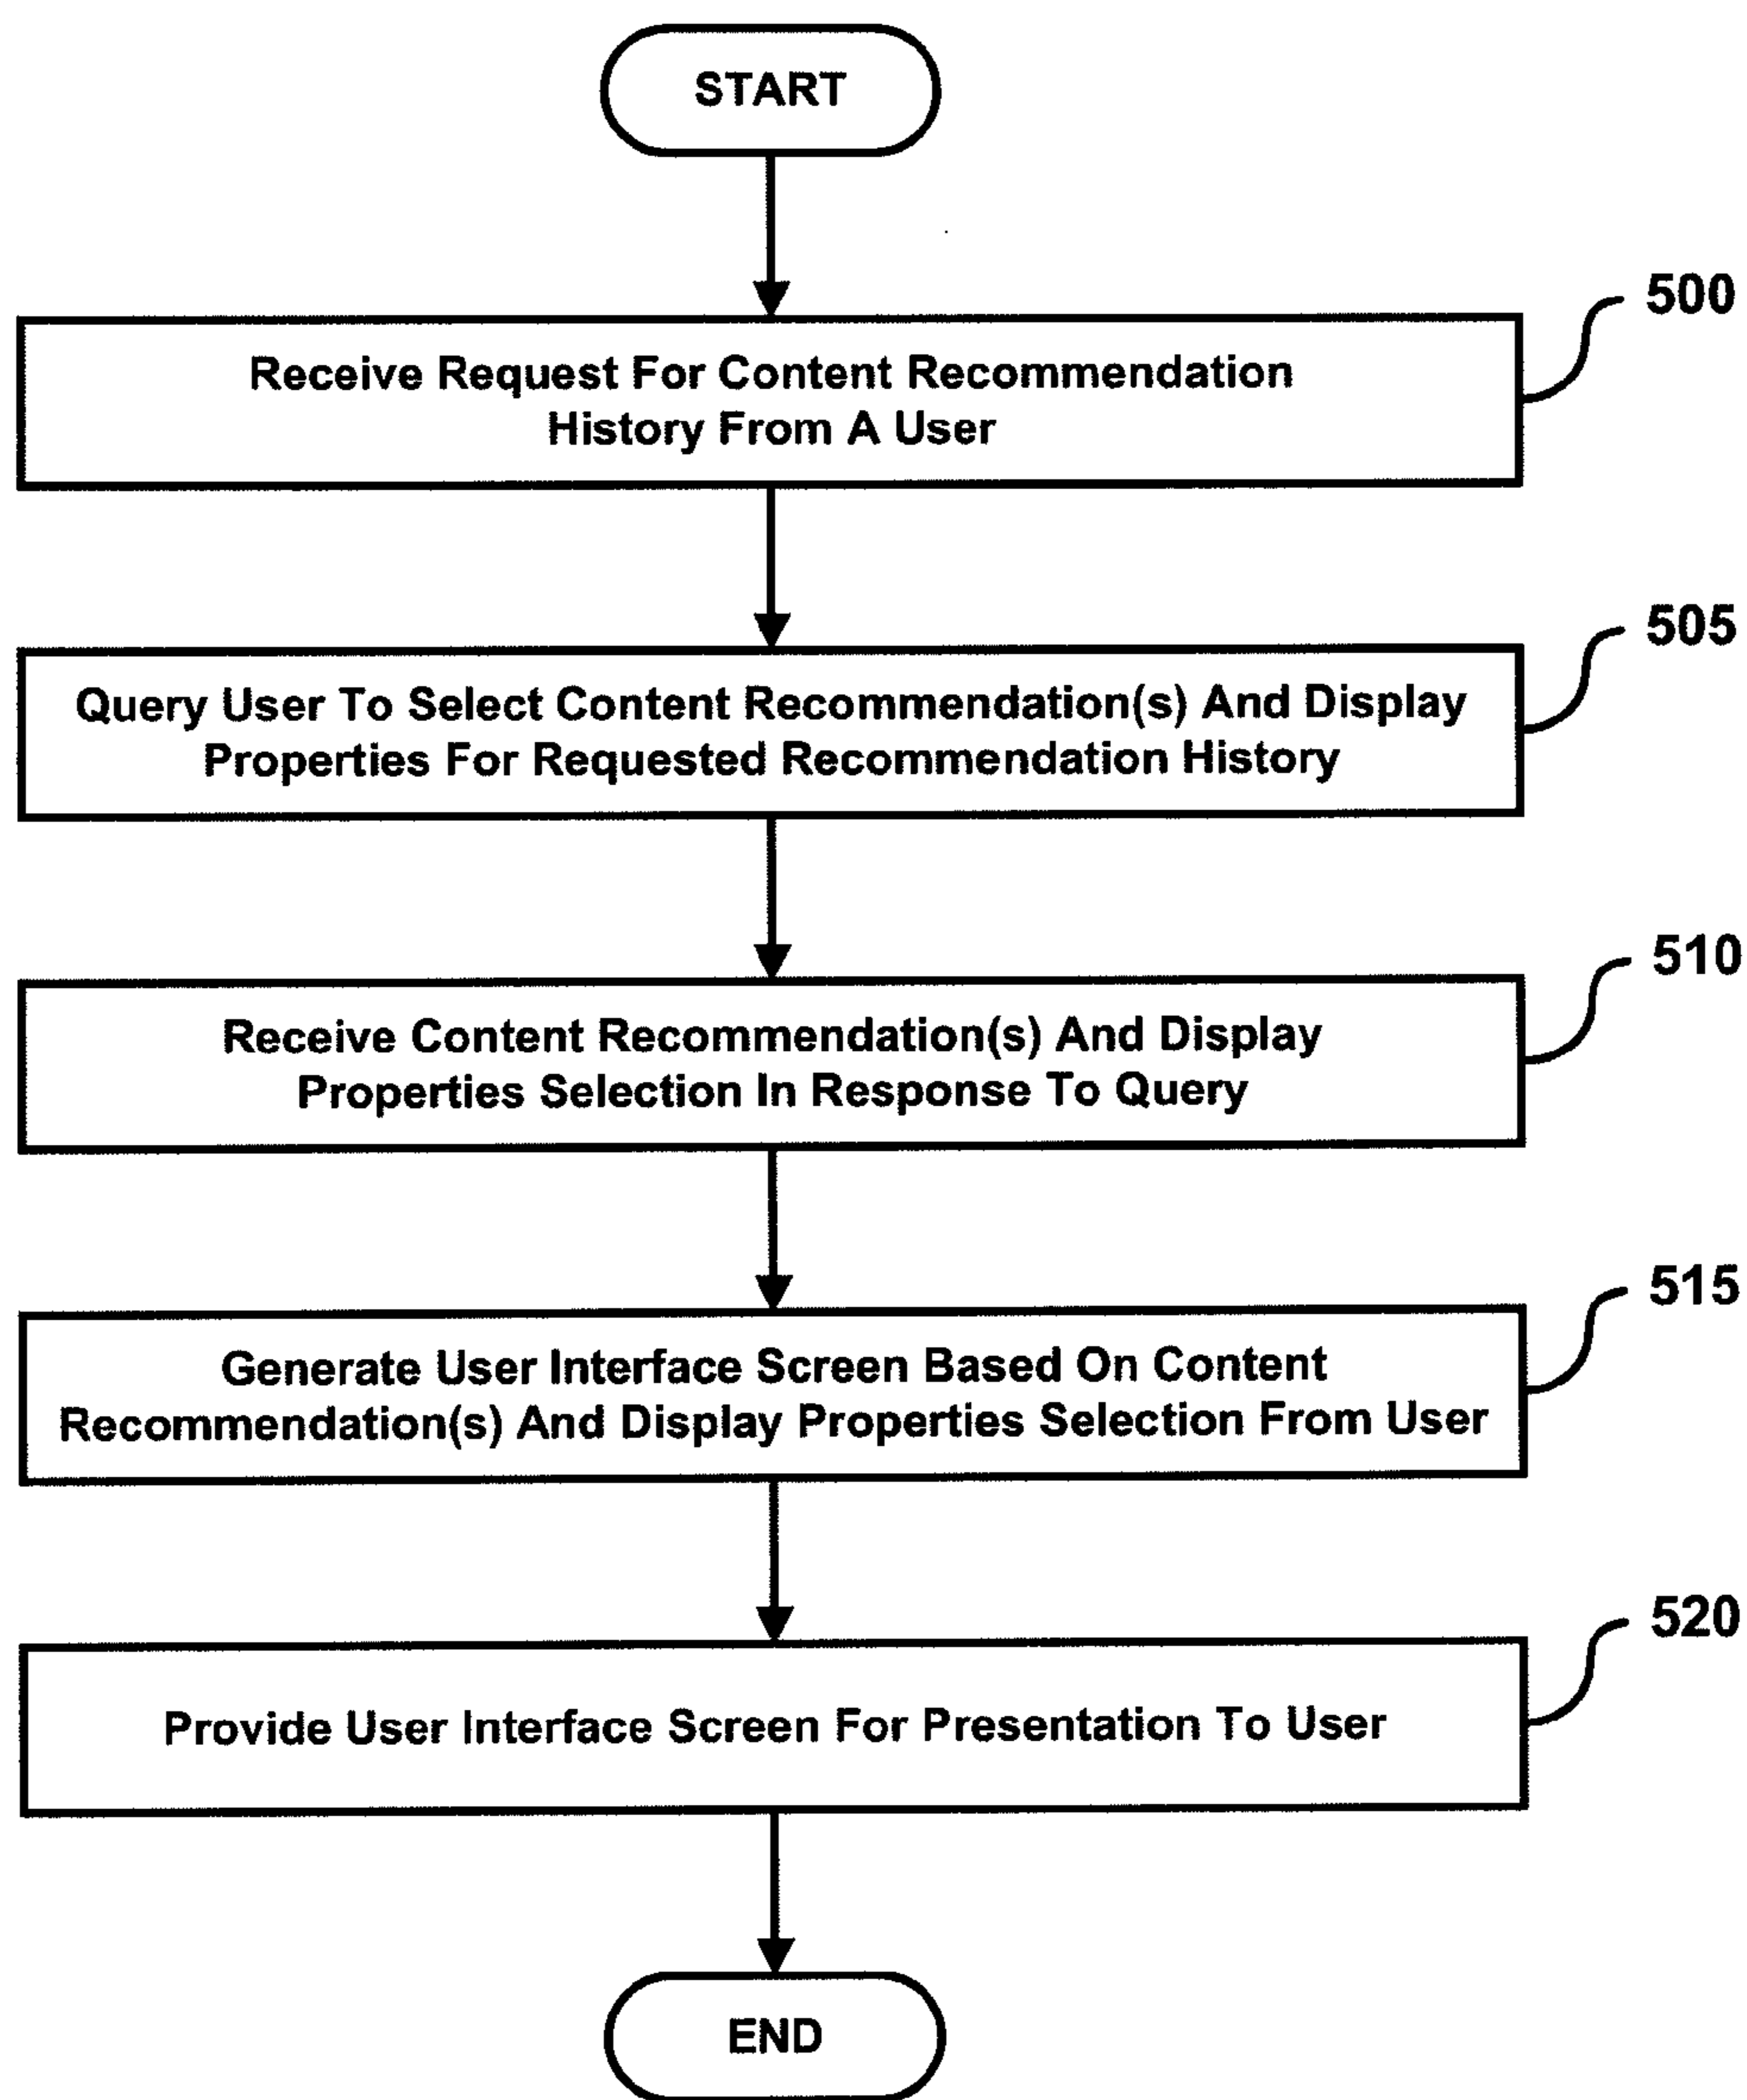 START
500
Receive Request For Content Recommendation
History From A User
505
Query User To Select Content Recommendation(s) And Display
Properties For Requested Recommendation History
510
Receive Content Recommendation(s) And Display
Properties Selection In Response To Query
515
Generate User Interface Screen Based On Content
Recommendation(s) And Display Properties Selection From User
520
Provide User Interface Screen For Presentation To User
END